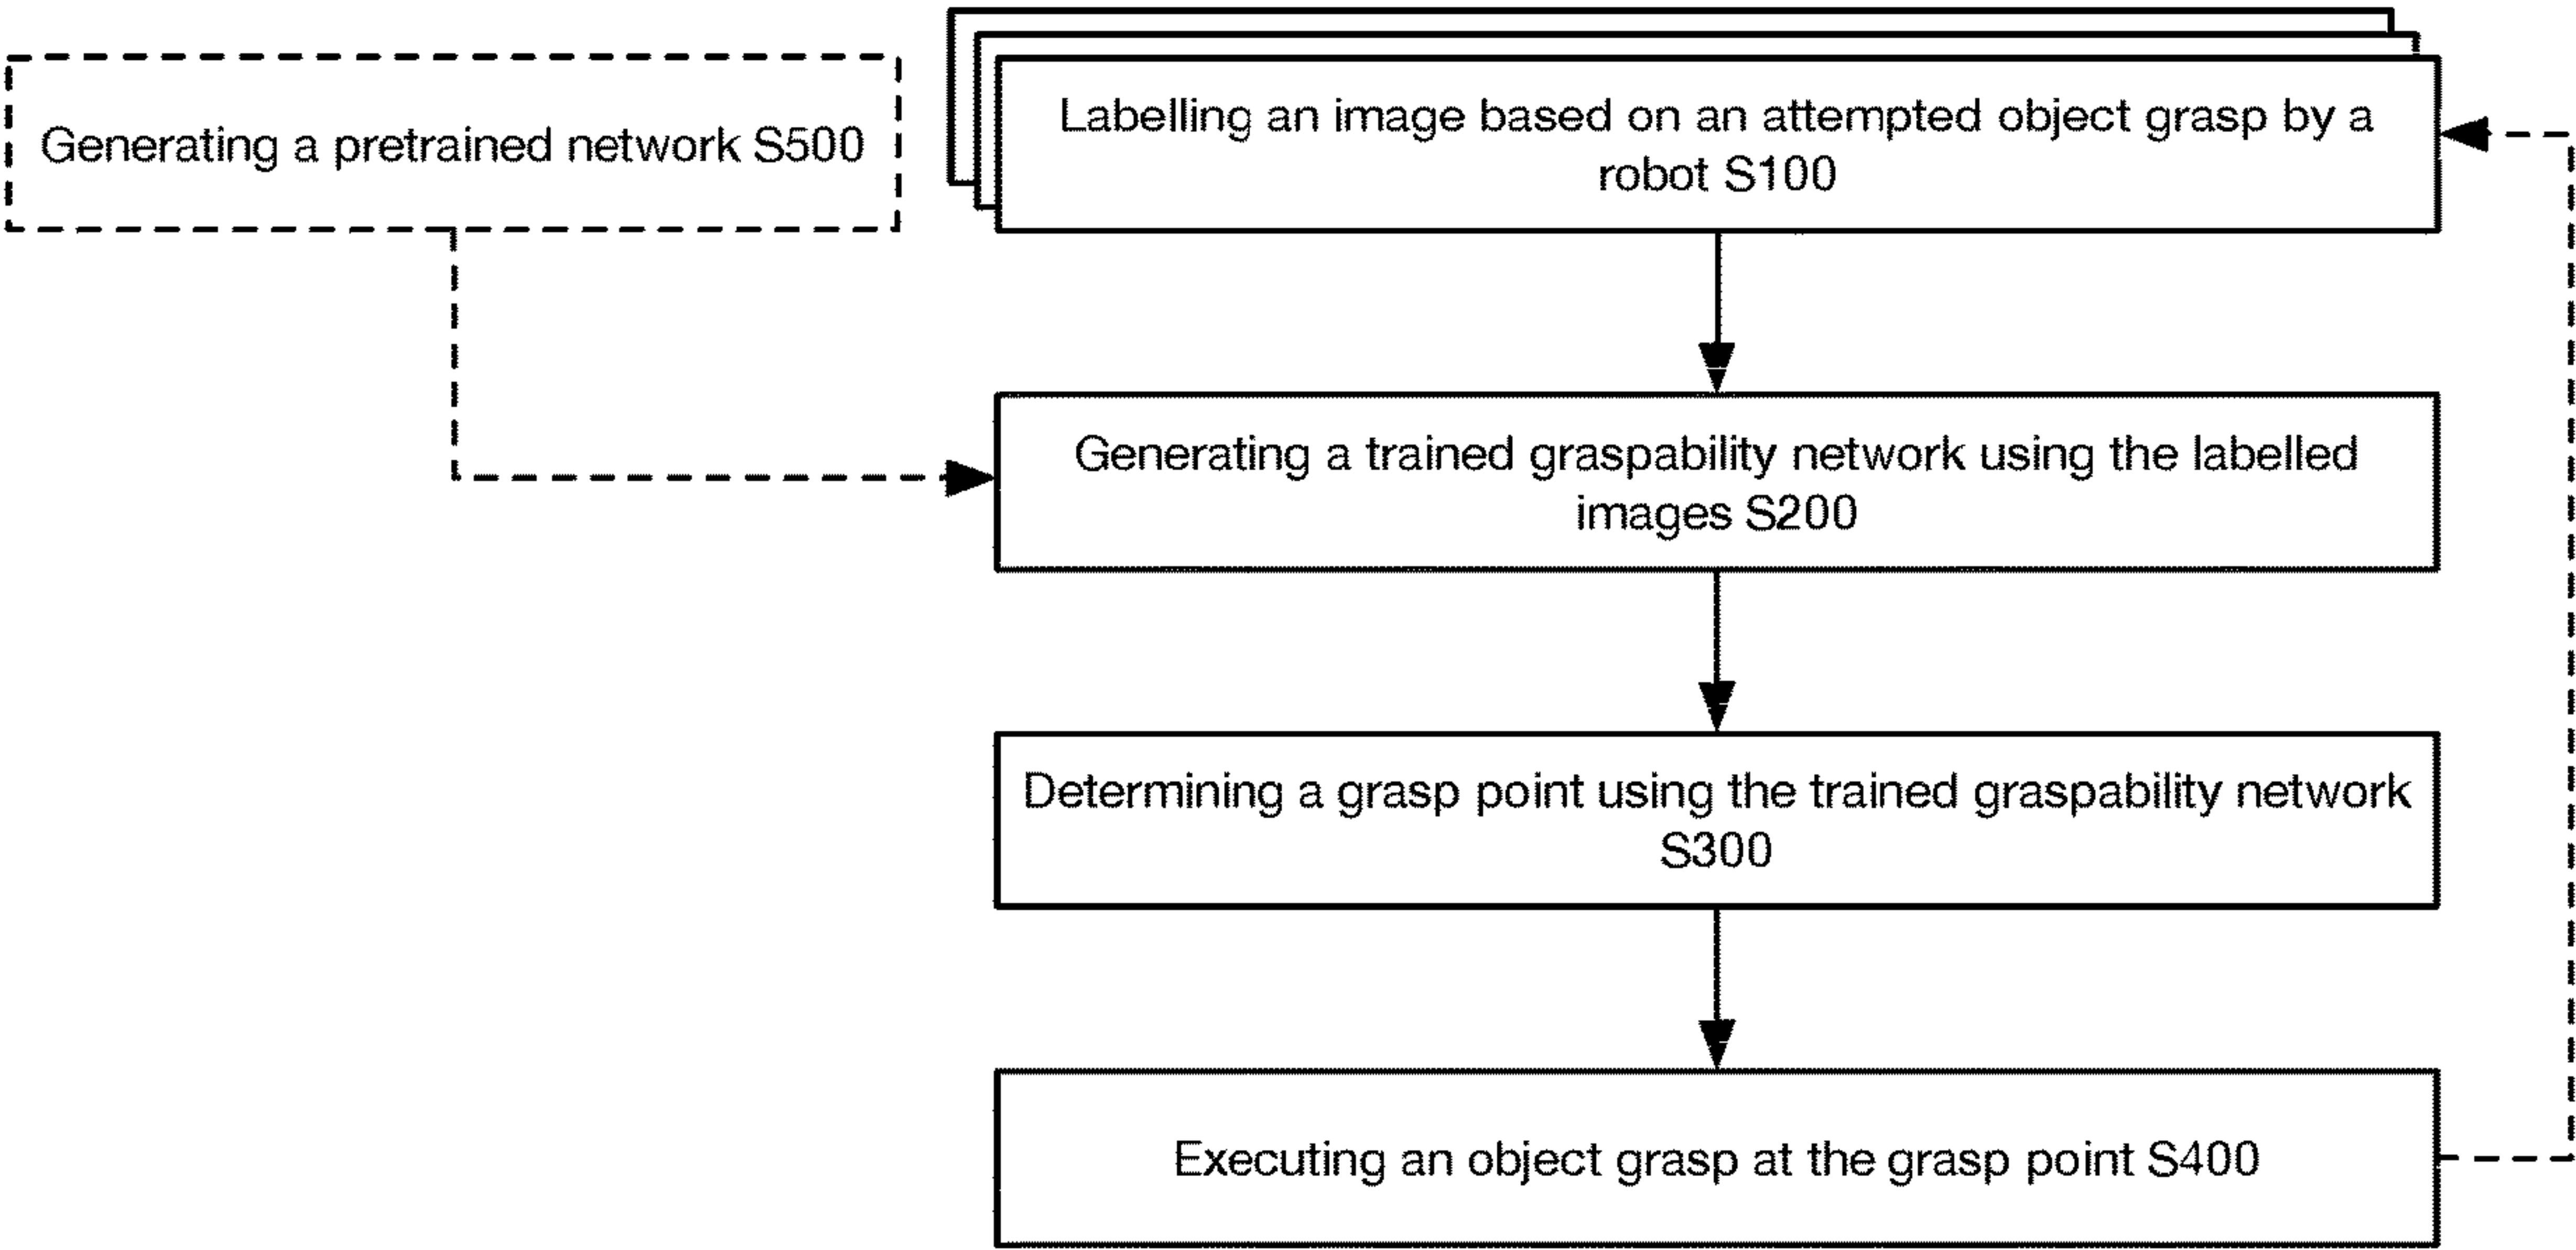 Generating a pretrained network S500
Labelling an image based on an attempted object grasp by a
robot S100
Generating a trained graspability network using the labelled
images S200
Determining a grasp point using the trained graspability network
S300
Executing an object grasp at the grasp point S400